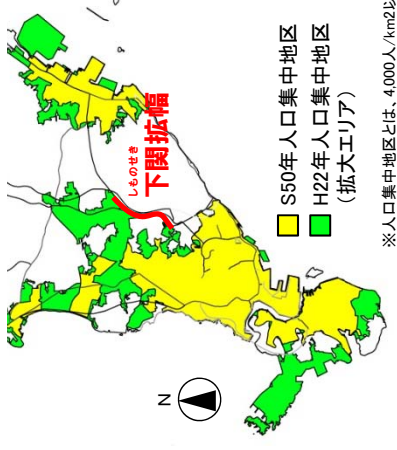 しものせき
下関拡幅
S50年人口集中地区
H22年人口集中地区
（拡大エリア）
※人口集中地区とは、4,000人/km2以
N